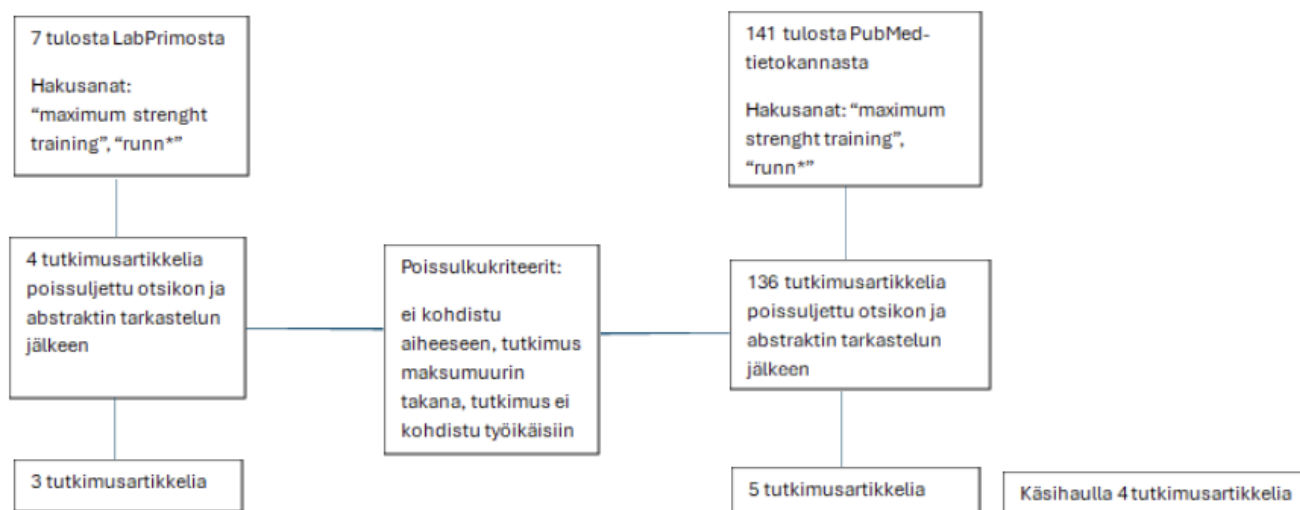 7 tulosta LabPrimosta
Hakusanat:
“maximum strenght
training”, “runn*”
141 tulosta PubMed-
tietokannasta
Hakusanat: “maximum
strenght training”,
“runn*”
4 tutkimusartikkelia
poissuljettu otsikon ja
abstraktin tarkastelun
jälkeen
Poissulkukriteerit:
ei kohdistu
aiheeseen, tutkimus
maksumuurin
takana, tutkimus ei
kohdistu työikäisiin
136 tutkimusartikkelia
poissuljettu otsikon ja
abstraktin tarkastelun
jälkeen
3 tutkimusartikkelia
5 tutkimusartikkelia
Käsihaulla 4 tutkimusartikkelia